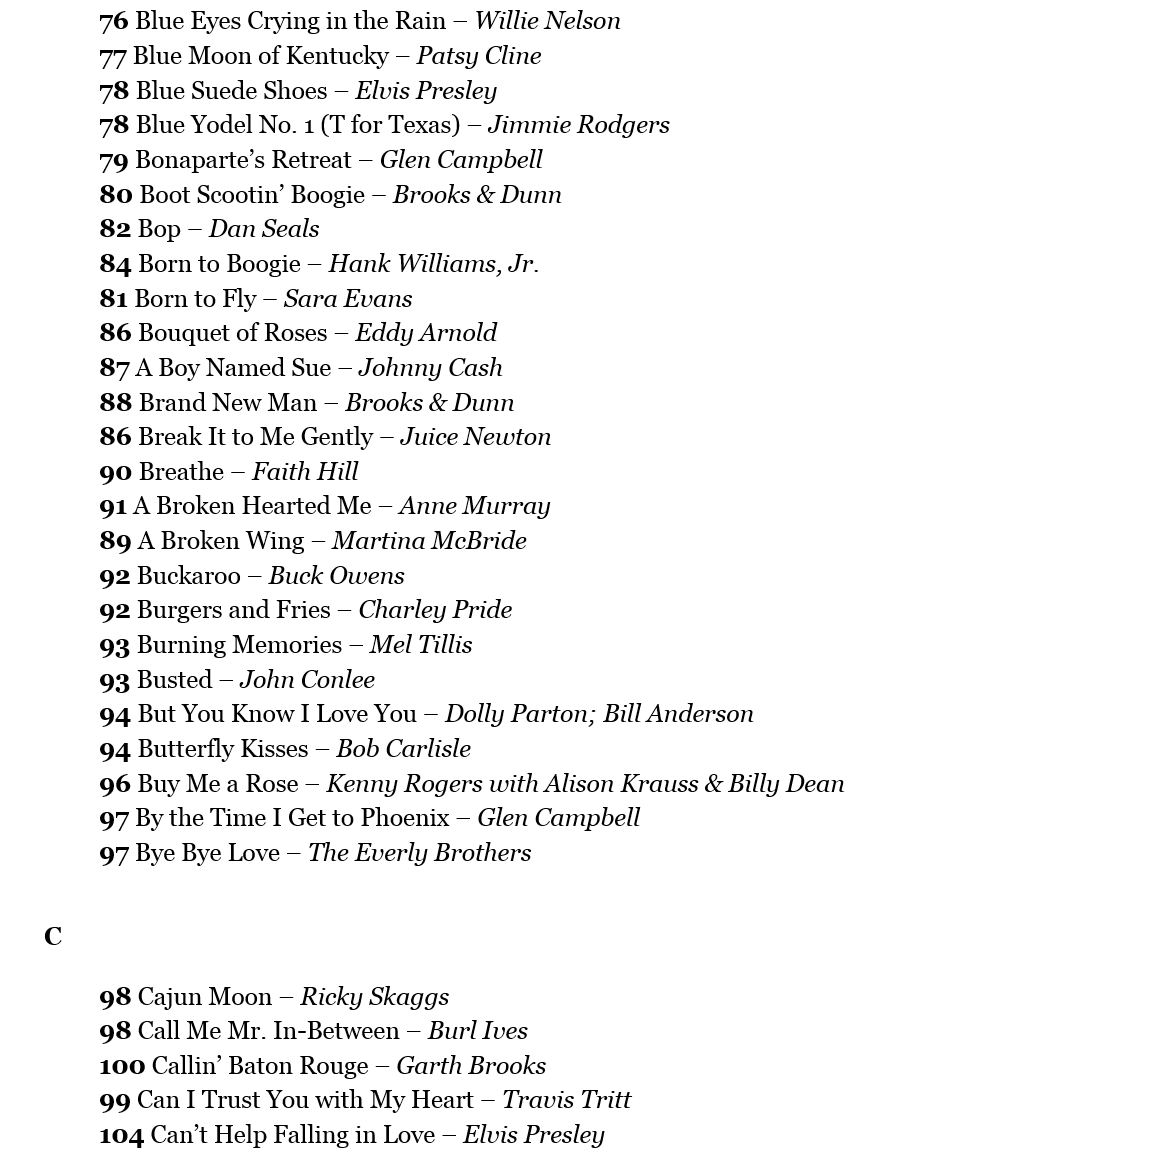 76 Blue Eyes Crying in the Rain – Willie Nelson
77 Blue Moon of Kentucky – Patsy Cline
78 Blue Suede Shoes – Elvis Presley
78 Blue Yodel No. 1 (T for Texas) – Jimmie Rodgers
79 Bonaparte’s Retreat – Glen Campbell
80 Boot Scootin’ Boogie – Brooks & Dunn
82 Bop – Dan Seals
84 Born to Boogie – Hank Williams, Jr.
81 Born to Fly – Sara Evans
86 Bouquet of Roses – Eddy Arnold
87 A Boy Named Sue – Johnny Cash
88 Brand New Man – Brooks & Dunn
86 Break It to Me Gently – Juice Newton
90 Breathe – Faith Hill
91 A Broken Hearted Me – Anne Murray
89 A Broken Wing – Martina McBride
92 Buckaroo – Buck Owens
92 Burgers and Fries – Charley Pride
93 Burning Memories – Mel Tillis
93 Busted – John Conlee
94 But You Know I Love You – Dolly Parton; Bill Anderson
94 Butterfly Kisses – Bob Carlisle
96 Buy Me a Rose – Kenny Rogers with Alison Krauss & Billy Dean
97 By the Time I Get to Phoenix – Glen Campbell
97 Bye Bye Love – The Everly Brothers
C
98 Cajun Moon – Ricky Skaggs
98 Call Me Mr. In-Between – Burl Ives
100 Callin’ Baton Rouge – Garth Brooks
99 Can I Trust You with My Heart – Travis Tritt
104 Can’t Help Falling in Love – Elvis Presley